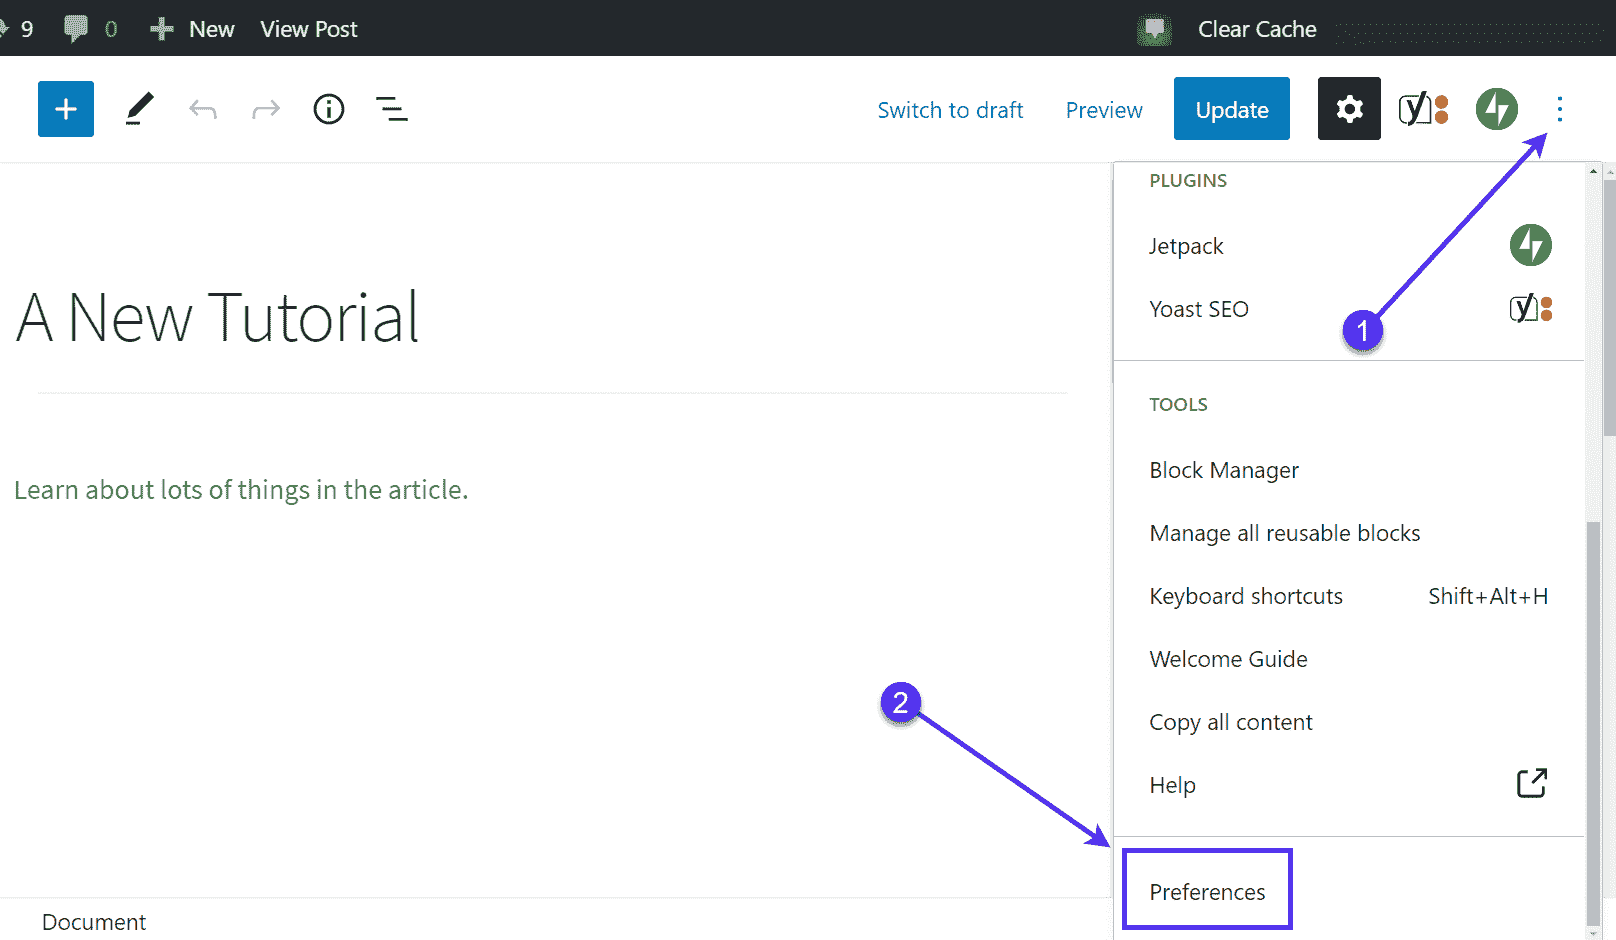 9 0 New View Post Clear Cache
Switch to draft Preview Update
PLUGINS
Jetpack
Yoast SEO
1
A New Tutorial
TOOLS
Block Manager
Learn about lots of things in the article.
Manage all reusable blocks
Keyboard shortcuts Shift+Alt+H
Welcome Guide
2
Copy all content
Help
Preferences
Document